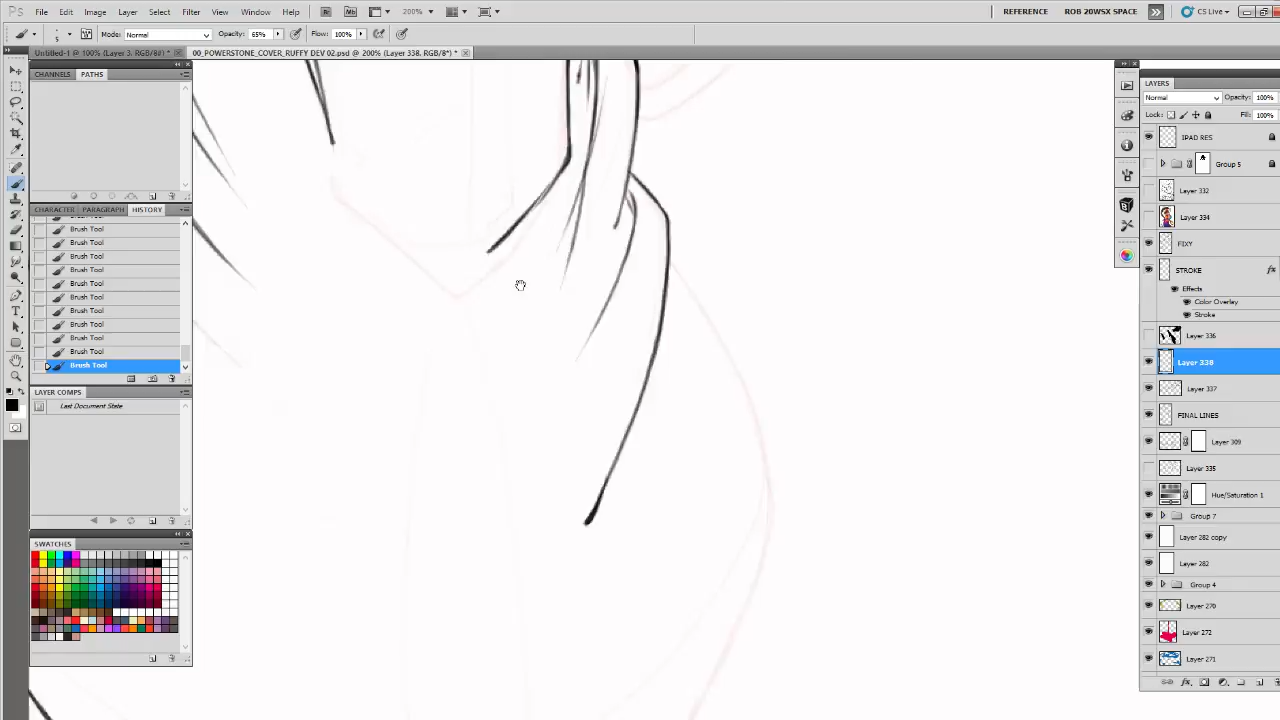 Ps File Edit Image Layer Select Filter View Window Help Br Mb 200% REFERENCE ROB 20WSX SPACE CS Live
5 Mode: Normal Opacity: 65% Flow: 100%
Untitled-1 @ 100% (Layer 3, RGB/8#) * 00_POWERSTONE_COVER_RUFFY DEV 02.psd @ 200% (Layer 338, RGB/8*) *
CHANNELS PATHS
CHARACTER PARAGRAPH HISTORY
Brush Tool
Brush Tool
Brush Tool
Brush Tool
Brush Tool
Brush Tool
Brush Tool
Brush Tool
Brush Tool
Brush Tool
Brush Tool
LAYER COMPS
Last Document State
SWATCHES
LAYERS
Normal Opacity: 100%
Lock: Fill: 100%
IPAD RES
Group 5
Layer 332
Layer 334
FIXY
STROKE fx
Effects
Color Overlay
Stroke
Layer 336
Layer 338
Layer 337
FINAL LINES
Layer 309
Layer 335
Hue/Saturation 1
Group 7
Layer 282 copy
Layer 282
Group 4
Layer 270
Layer 272
Layer 271